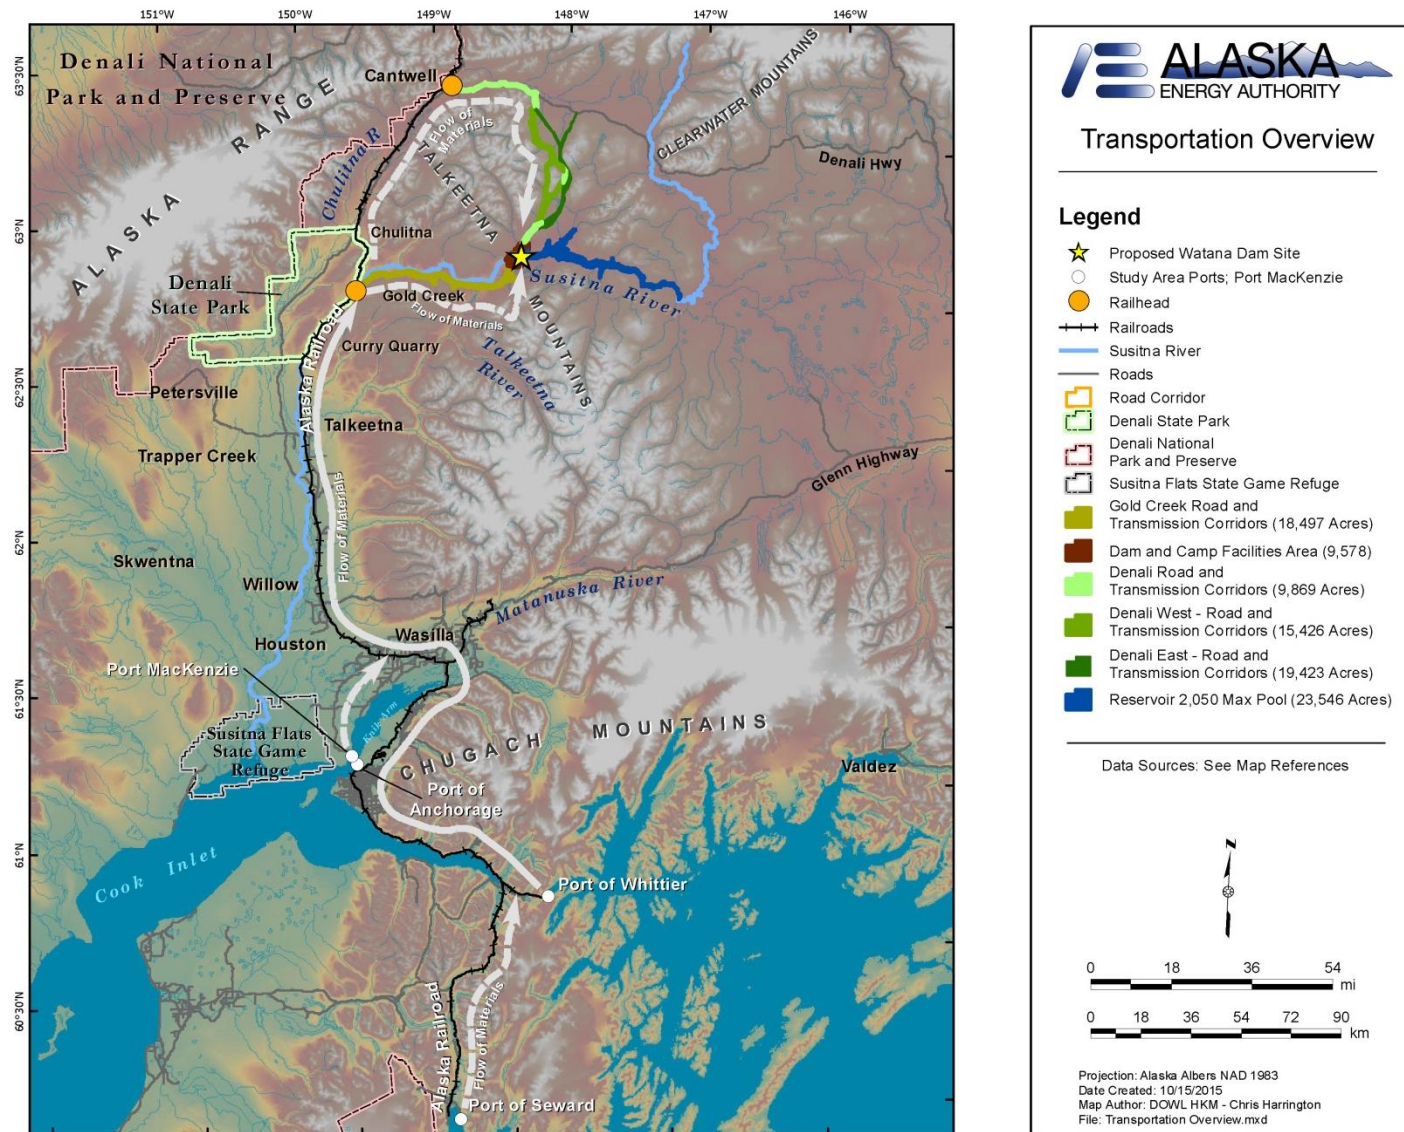 151°W
150°W
149°W
148°W
147°W
146°W
63°30'N
63°N
62°30'N
62°N
61°30'N
61°N
60°30'N
Denali National
Park and Preserve
Cantwell
ALASKA RANGE
Chulitna R
Flow of
Materials
TALKEETNA
MOUNTAINS
CLEARWATER MOUNTAINS
Denali Hwy
Chulitna
Denali
State Park
Gold Creek
Flow of Materials
Susitna River
Alaska Railroad
Curry Quarry
Talkeetna
River
Petersville
Talkeetna
Trapper Creek
Glenn Highway
Flow of Materials
Skwentna
Willow
Matanuska River
Houston
Wasilla
Port MacKenzie
Knik Arm
Susitna Flats
State Game
Refuge
CHUGACH MOUNTAINS
Port of
Anchorage
Valdez
Cook Inlet
Port of Whittier
Alaska Railroad
Flow of Materials
Port of Seward
ALASKA
ENERGY AUTHORITY
Transportation Overview
Legend
Proposed Watana Dam Site
Study Area Ports; Port MacKenzie
Railhead
Railroads
Susitna River
Roads
Road Corridor
Denali State Park
Denali National
Park and Preserve
Susitna Flats State Game Refuge
Gold Creek Road and
Transmission Corridors (18,497 Acres)
Dam and Camp Facilities Area (9,578)
Denali Road and
Transmission Corridors (9,869 Acres)
Denali West - Road and
Transmission Corridors (15,426 Acres)
Denali East - Road and
Transmission Corridors (19,423 Acres)
Reservoir 2,050 Max Pool (23,546 Acres)
Data Sources: See Map References
N
0 18 36 54
mi
0 18 36 54 72 90
km
Projection: Alaska Albers NAD 1983
Date Created: 10/15/2015
Map Author: DOWL HKM - Chris Harrington
File: Transportation Overview.mxd